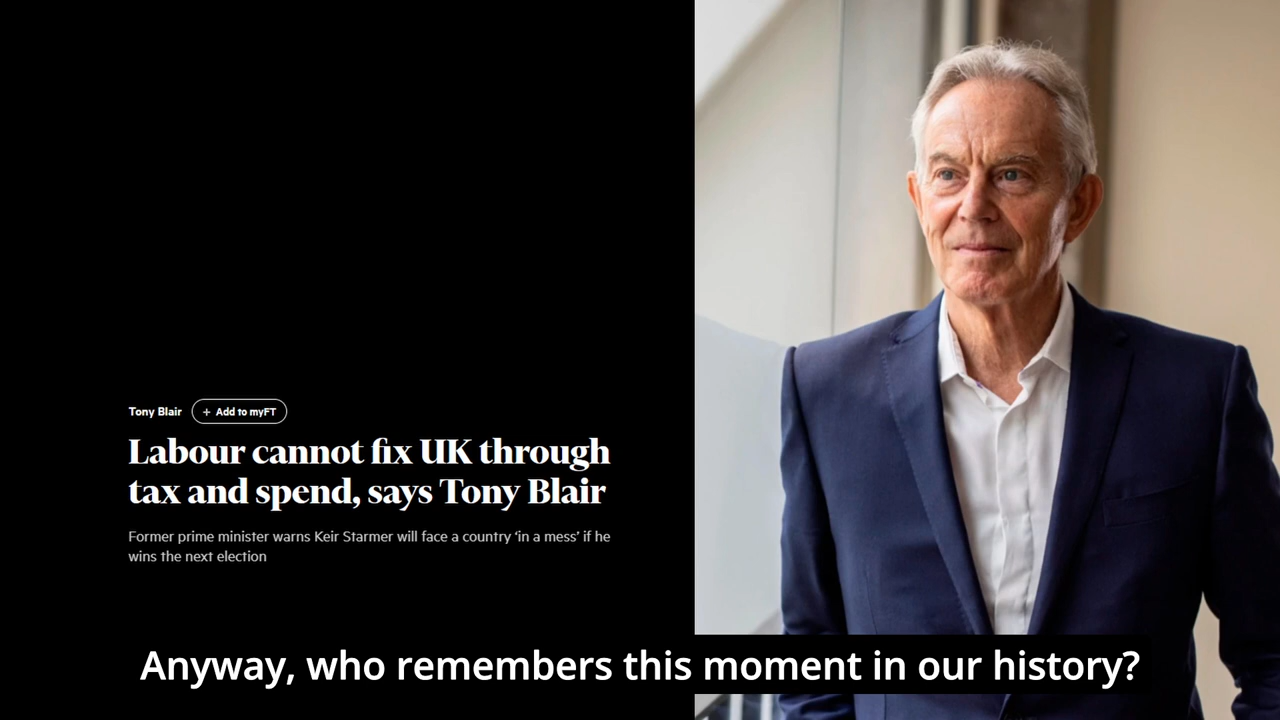 Tony Blair + Add to myFT
Labour cannot fix UK through
tax and spend, says Tony Blair
Former prime minister warns Keir Starmer will face a country ‘in a mess’ if he
wins the next election
Anyway, who remembers this moment in our history?